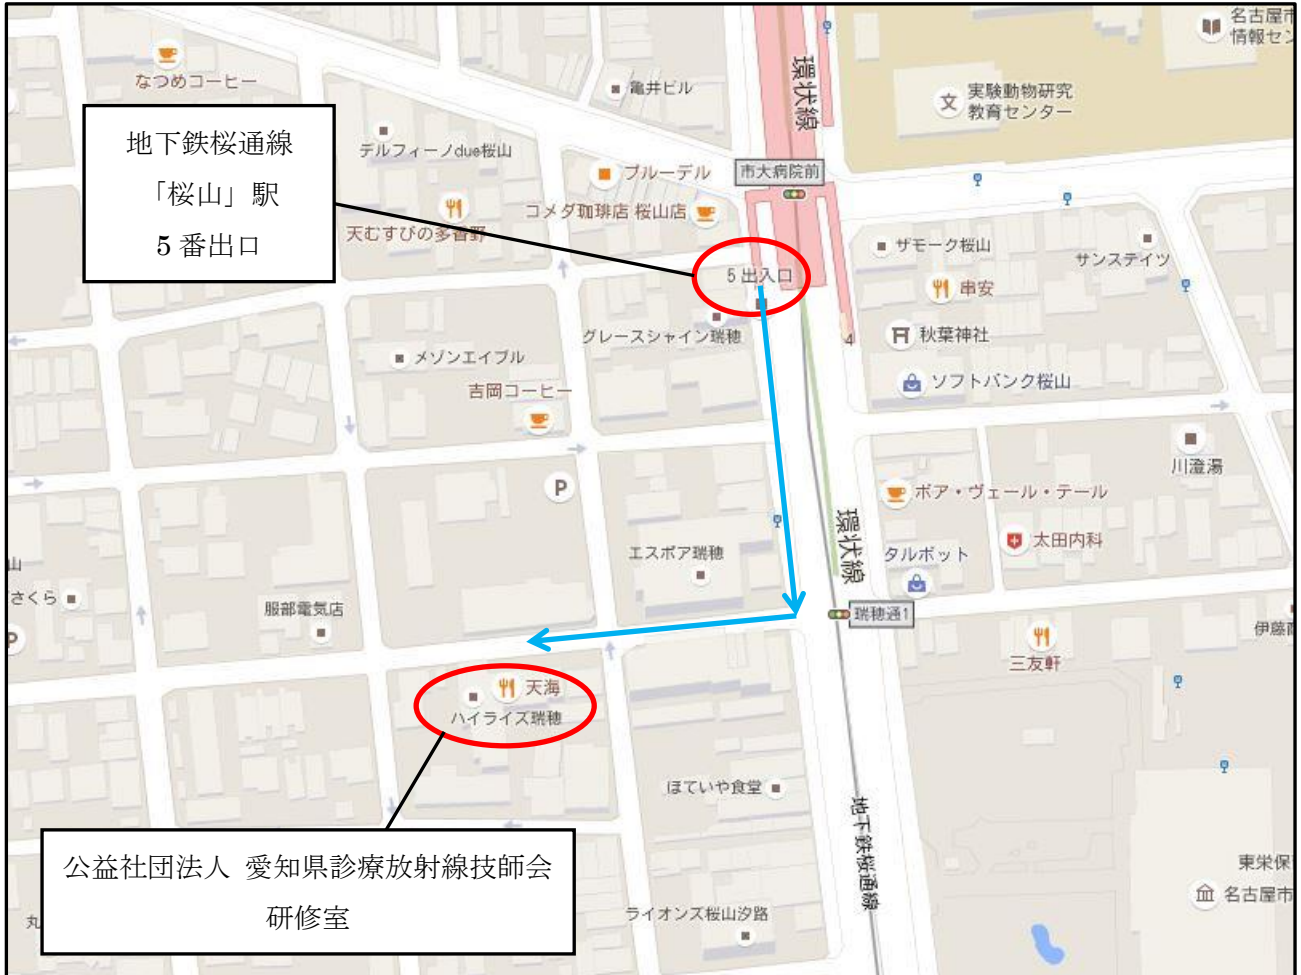 名古屋市
情報セン
環状線
なつめコーヒー
亀井ビル
文
実験動物研究
教育センター
地下鉄桜通線
「桜山」駅
5 番出口
デルフィーノdue桜山
ブルーデル
市大病院前
コメダ珈琲店 桜山店
天むすびの多香野
ザモーク桜山
サンステイツ
5 出入口
串安
グレースシャイン瑞穂
4
秋葉神社
メゾンエイブル
ソフトバンク桜山
吉岡コーヒー
川澄湯
P
ボア・ヴェール・テール
環状線
太田内科
エスポア瑞穂
タルボット
山
さくら
服部電気店
瑞穂通1
P
三友軒
天海
ハイライズ瑞穂
ほていや食堂
地下鉄桜通線
公益社団法人 愛知県診療放射線技師会
研修室
東栄保
名古屋市
丸
ライオンズ桜山汐路